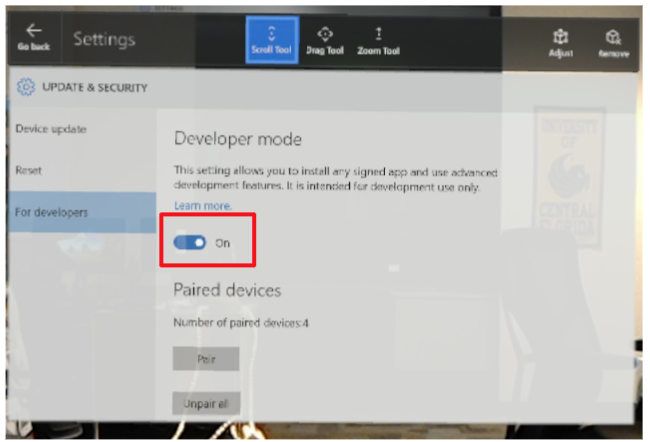 Go back
Settings
Scroll Tool
Drag Tool
Zoom Tool
Adjust
Remove
UPDATE & SECURITY
Device update
Reset
For developers
Developer mode
This setting allows you to install any signed app and use advanced
development features. It is intended for development use only.
Learn more.
On
Paired devices
Number of paired devices:4
Pair
Unpair all
UNIVERSITY
OF
CENTRAL
FLORIDA